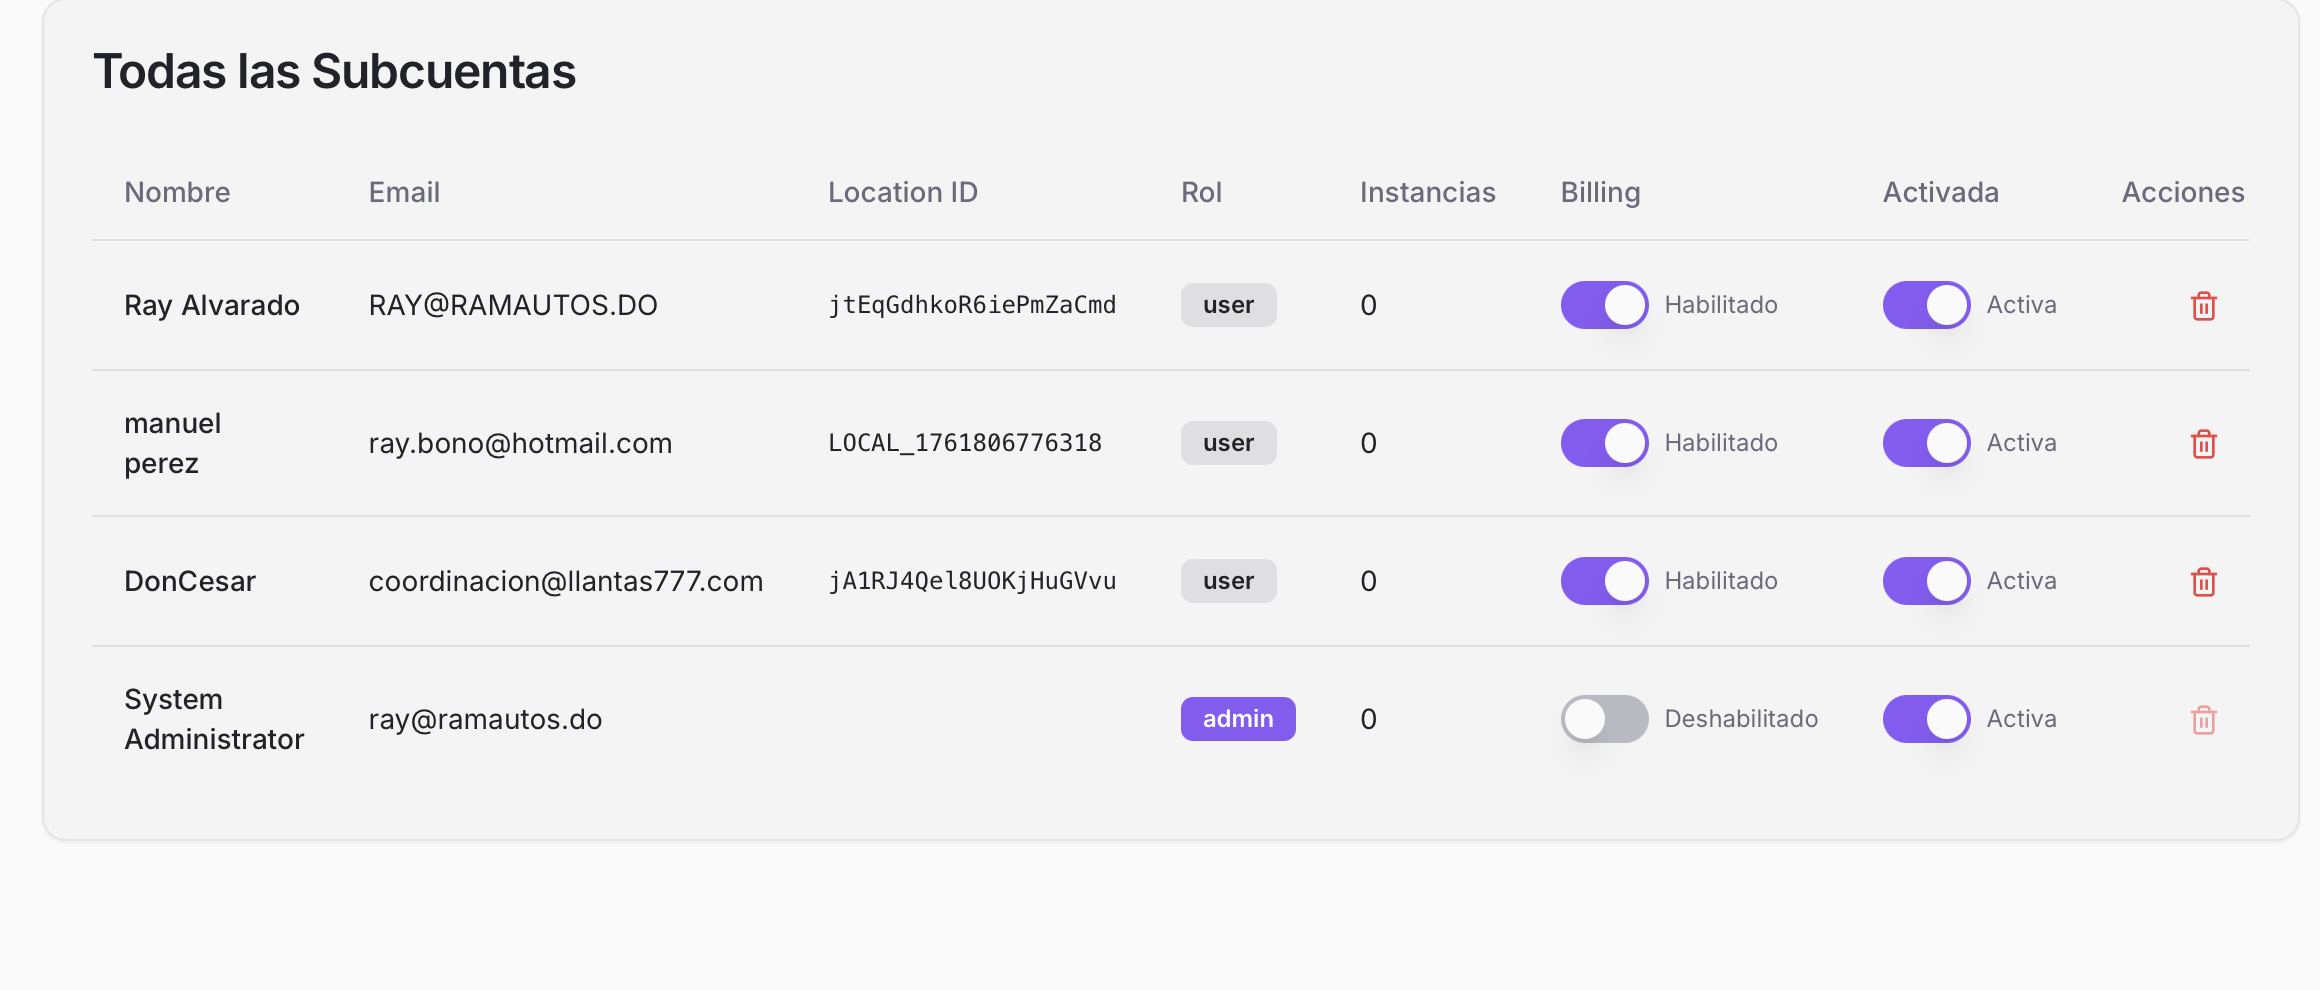 Todas las Subcuentas
Nombre Email Location ID Rol Instancias Billing Activada Acciones
Ray Alvarado RAY@RAMAUTOS.DO jtEqGdhkoR6iePmZaCmd user 0 Habilitado Activa
manuel perez ray.bono@hotmail.com LOCAL_1761806776318 user 0 Habilitado Activa
DonCesar coordinacion@llantas777.com jA1RJ4Qel8UOKjHuGVvu user 0 Habilitado Activa
System Administrator ray@ramautos.do admin 0 Deshabilitado Activa